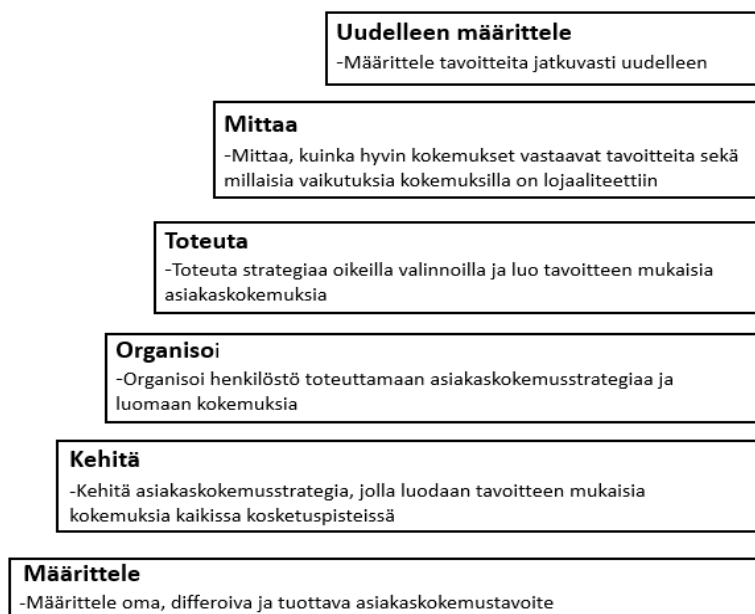 Uudelleen määrittele
-Määrittele tavoitteita jatkuvasti uudelleen
Mittaa
-Mittaa, kuinka hyvin kokemukset vastaavat tavoitteita sekä
millaisia vaikutuksia kokemuksilla on lojaaliteettiin
Toteuta
-Toteuta strategiaa oikeilla valinnoilla ja luo tavoitteen mukaisia
asiakaskokemuksia
Organisoi
-Organisoi henkilöstö toteuttamaan asiakaskokemusstrategiaa ja
luomaan kokemuksia
Kehitä
-Kehitä asiakaskokemusstrategia, jolla luodaan tavoitteen mukaisia
kokemuksia kaikissa kosketuspisteissä
Määrittele
-Määrittele oma, differoiva ja tuottava asiakaskokemustavoite